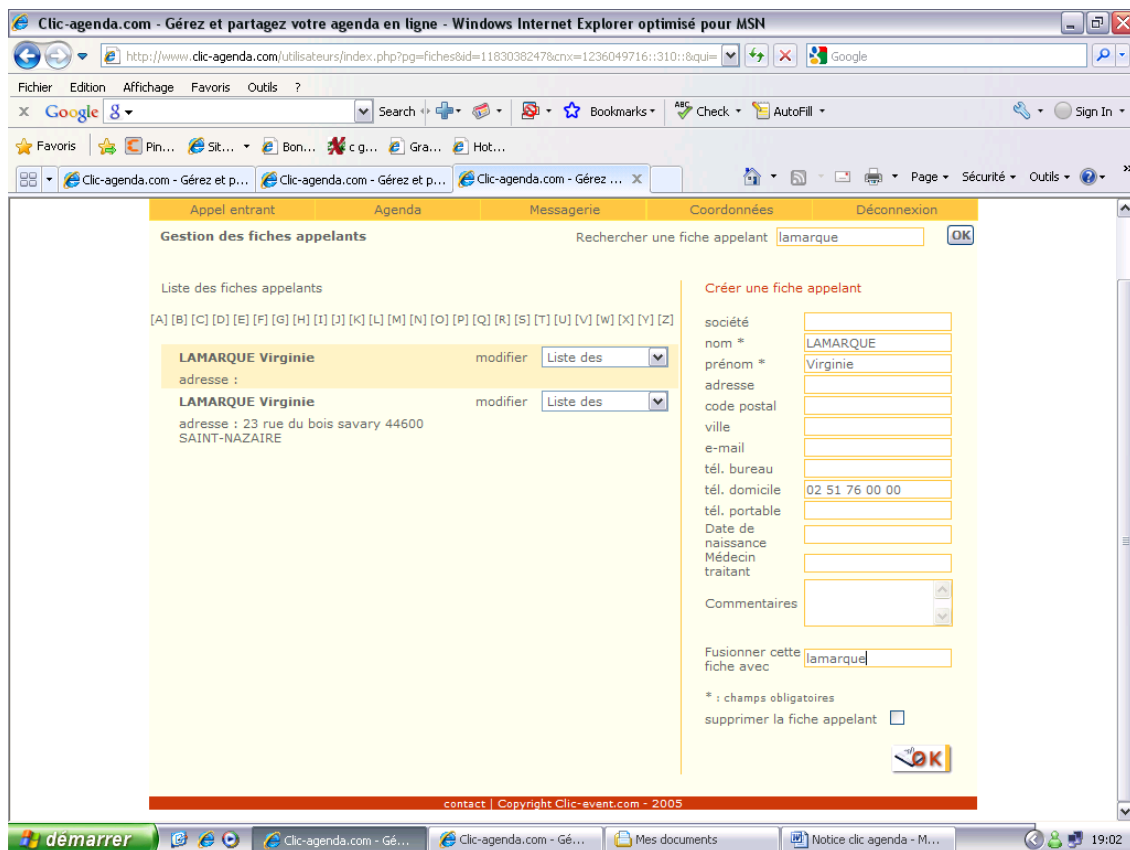 Clic-agenda.com - Gérez et partagez votre agenda en ligne - Windows Internet Explorer optimisé pour MSN
http://www.clic-agenda.com/utilisateurs/index.php?pg=fiches&id=1183038247&cnx=1236049716::310::&qui= Google
Fichier Edition Affichage Favoris Outils ?
x Google Search Bookmarks Check AutoFill Sign In
Favoris Pin... Sit... Bon... c g... Gra... Hot...
Clic-agenda.com - Gérez et p... Clic-agenda.com - Gérez et p... Clic-agenda.com - Gérez ... X Page Sécurité Outils »
Appel entrant Agenda Messagerie Coordonnées Déconnexion
Gestion des fiches appelants Rechercher une fiche appelant lamarque OK
Liste des fiches appelants
[A] [B] [C] [D] [E] [F] [G] [H] [I] [J] [K] [L] [M] [N] [O] [P] [Q] [R] [S] [T] [U] [V] [W] [X] [Y] [Z]
LAMARQUE Virginie modifier Liste des
adresse :
LAMARQUE Virginie modifier Liste des
adresse : 23 rue du bois savary 44600
SAINT-NAZAIRE
Créer une fiche appelant
société
nom * LAMARQUE
prénom * Virginie
adresse
code postal
ville
e-mail
tél. bureau
tél. domicile 02 51 76 00 00
tél. portable
Date de
naissance
Médecin
traitant
Commentaires
Fusionner cette
fiche avec lamarque
* : champs obligatoires
supprimer la fiche appelant
OK
contact | Copyright Clic-event.com - 2005
démarrer Clic-agenda.com - Gé... Clic-agenda.com - Gé... Mes documents Notice clic agenda - M... 19:02